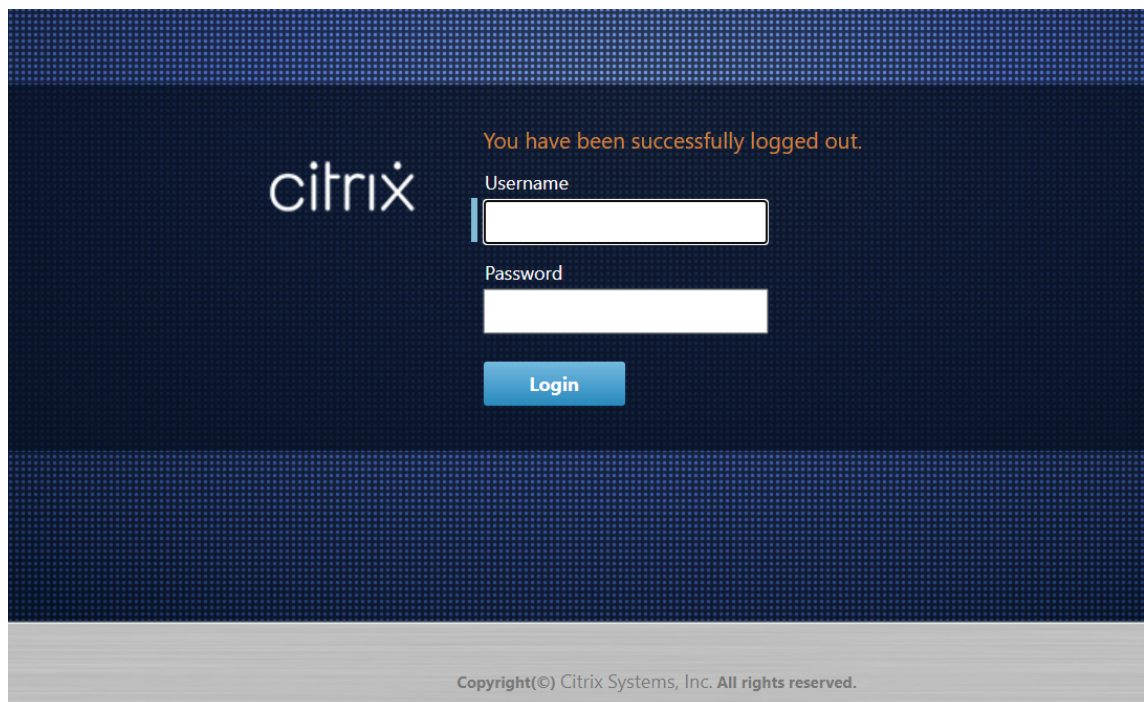 You have been successfully logged out.
citrix
Username
Password
Login
Copyright(©) Citrix Systems, Inc. All rights reserved.